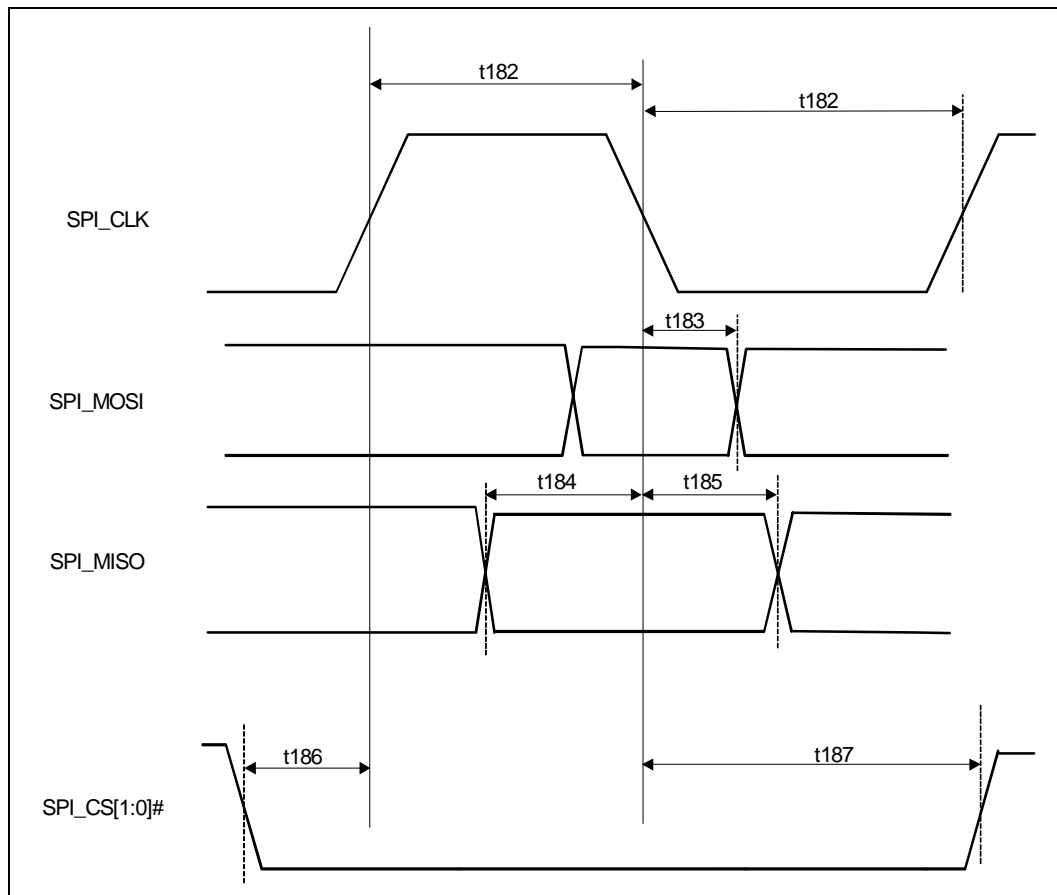 t182
t182
SPI_CLK
t183
SPI_MOSI
t184
t185
SPI_MISO
t186
t187
SPI_CS[1:0]#